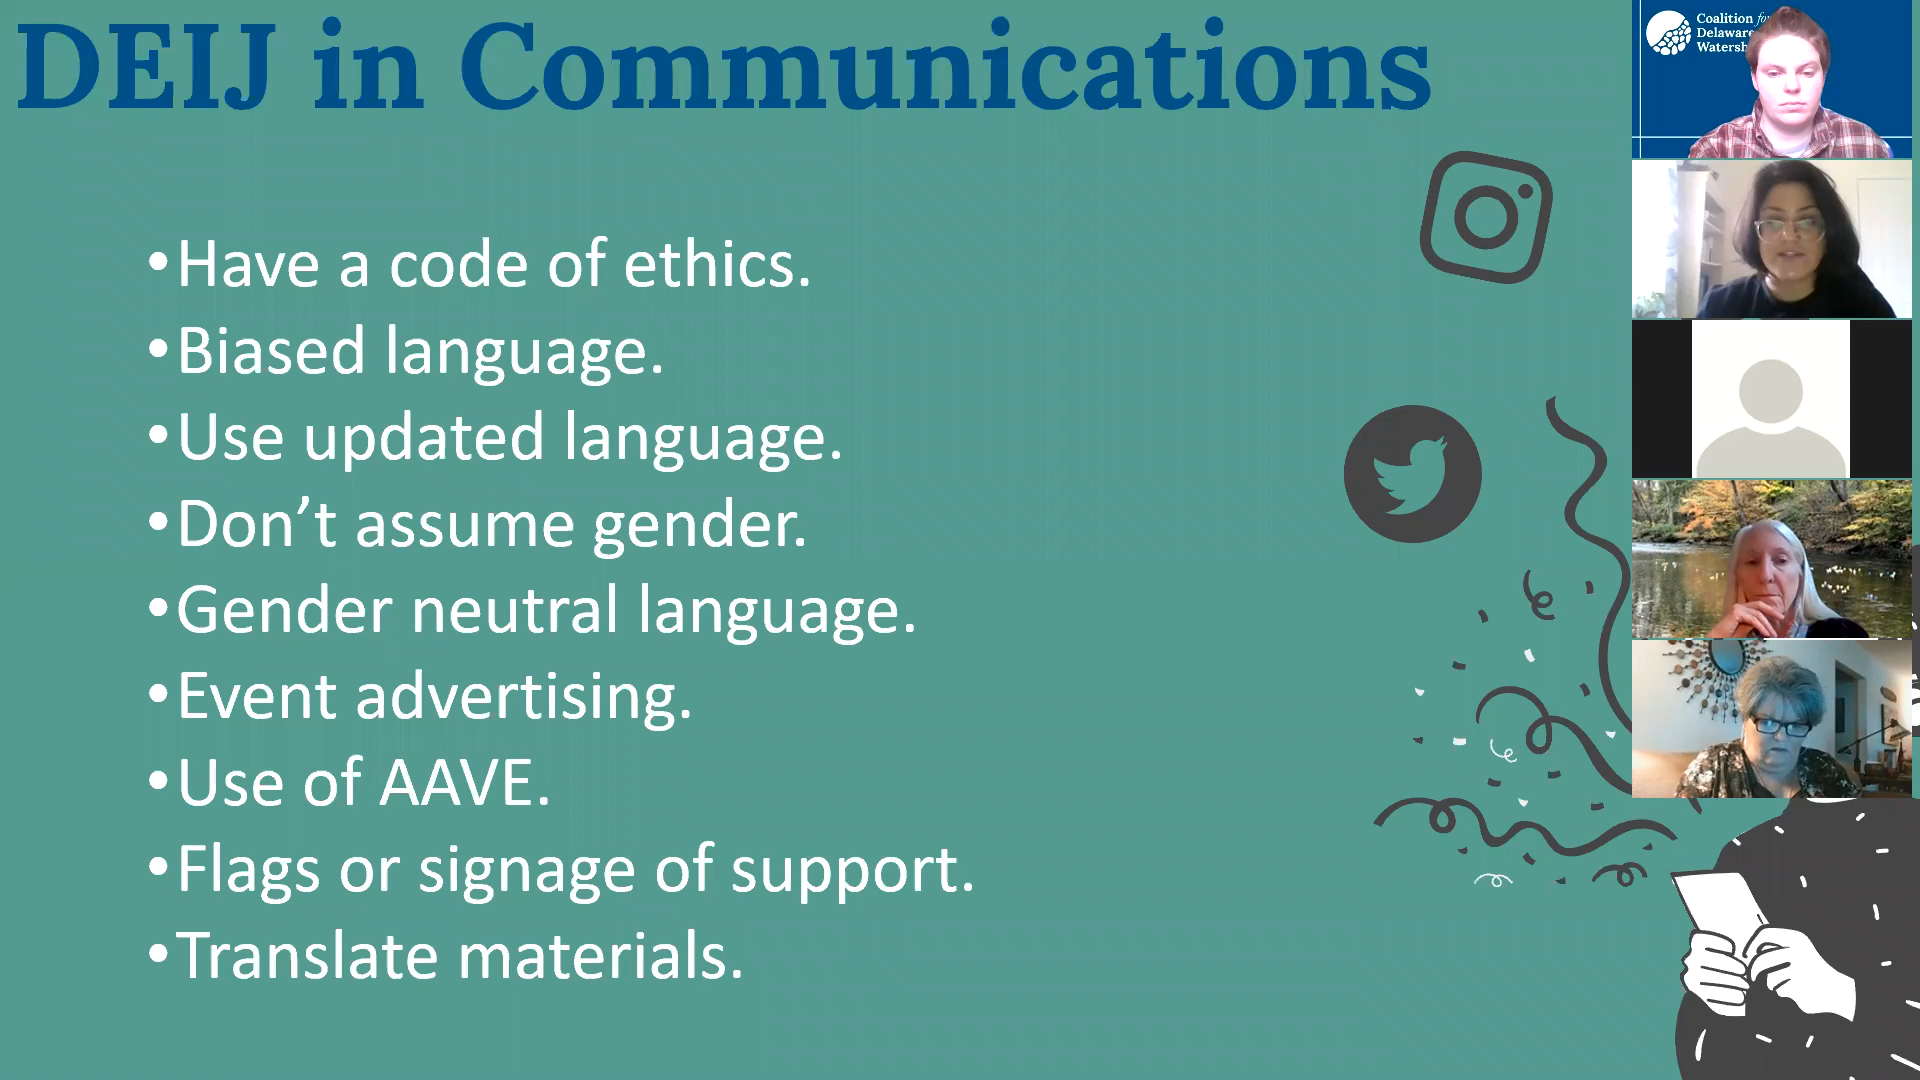 DEIJ in Communications
•Have a code of ethics.
•Biased language.
•Use updated language.
•Don’t assume gender.
•Gender neutral language.
•Event advertising.
•Use of AAVE.
•Flags or signage of support.
•Translate materials.
Coalition for
Delaware